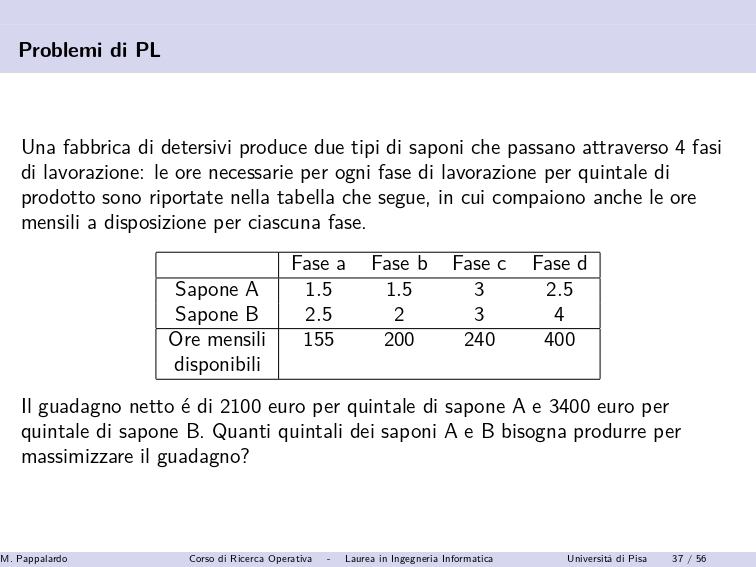 Problemi di PL
Una fabbrica di detersivi produce due tipi di saponi che passano attraverso 4 fasi
di lavorazione: le ore necessarie per ogni fase di lavorazione per quintale di
prodotto sono riportate nella tabella che segue, in cui compaiono anche le ore
mensili a disposizione per ciascuna fase.
Fase a Fase b Fase c Fase d
Sapone A 1.5 1.5 3 2.5
Sapone B 2.5 2 3 4
Ore mensili 155 200 240 400
disponibili
Il guadagno netto é di 2100 euro per quintale di sapone A e 3400 euro per
quintale di sapone B. Quanti quintali dei saponi A e B bisogna produrre per
massimizzare il guadagno?
M. Pappalardo Corso di Ricerca Operativa - Laurea in Ingegneria Informatica Universitá di Pisa 37 / 56